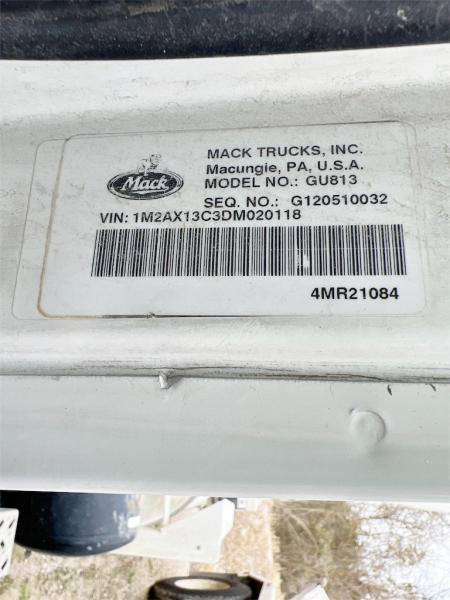 Mack
MACK TRUCKS, INC.
Macungie, PA, U.S.A.
MODEL NO.: GU813
SEQ. NO.: G120510032
VIN: 1M2AX13C3DM020118
4MR21084